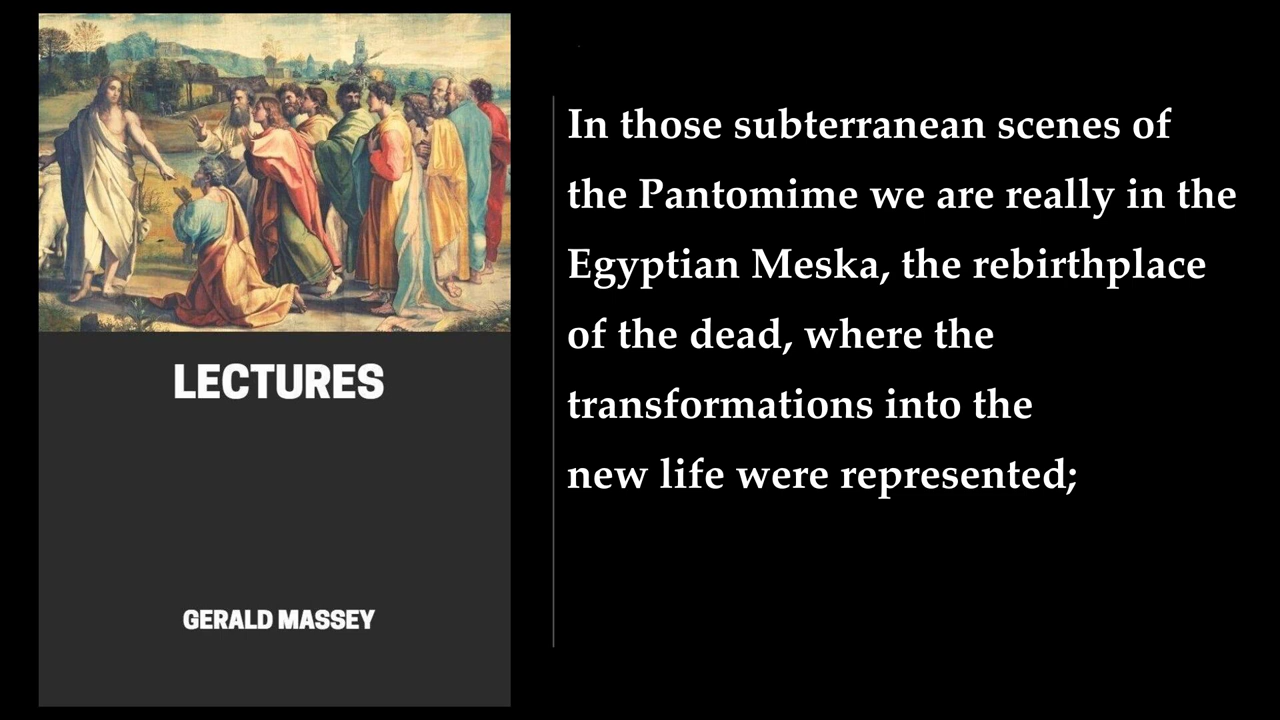 LECTURES
GERALD MASSEY
In those subterranean scenes of
the Pantomime we are really in the
Egyptian Meska, the rebirthplace
of the dead, where the
transformations into the
new life were represented;